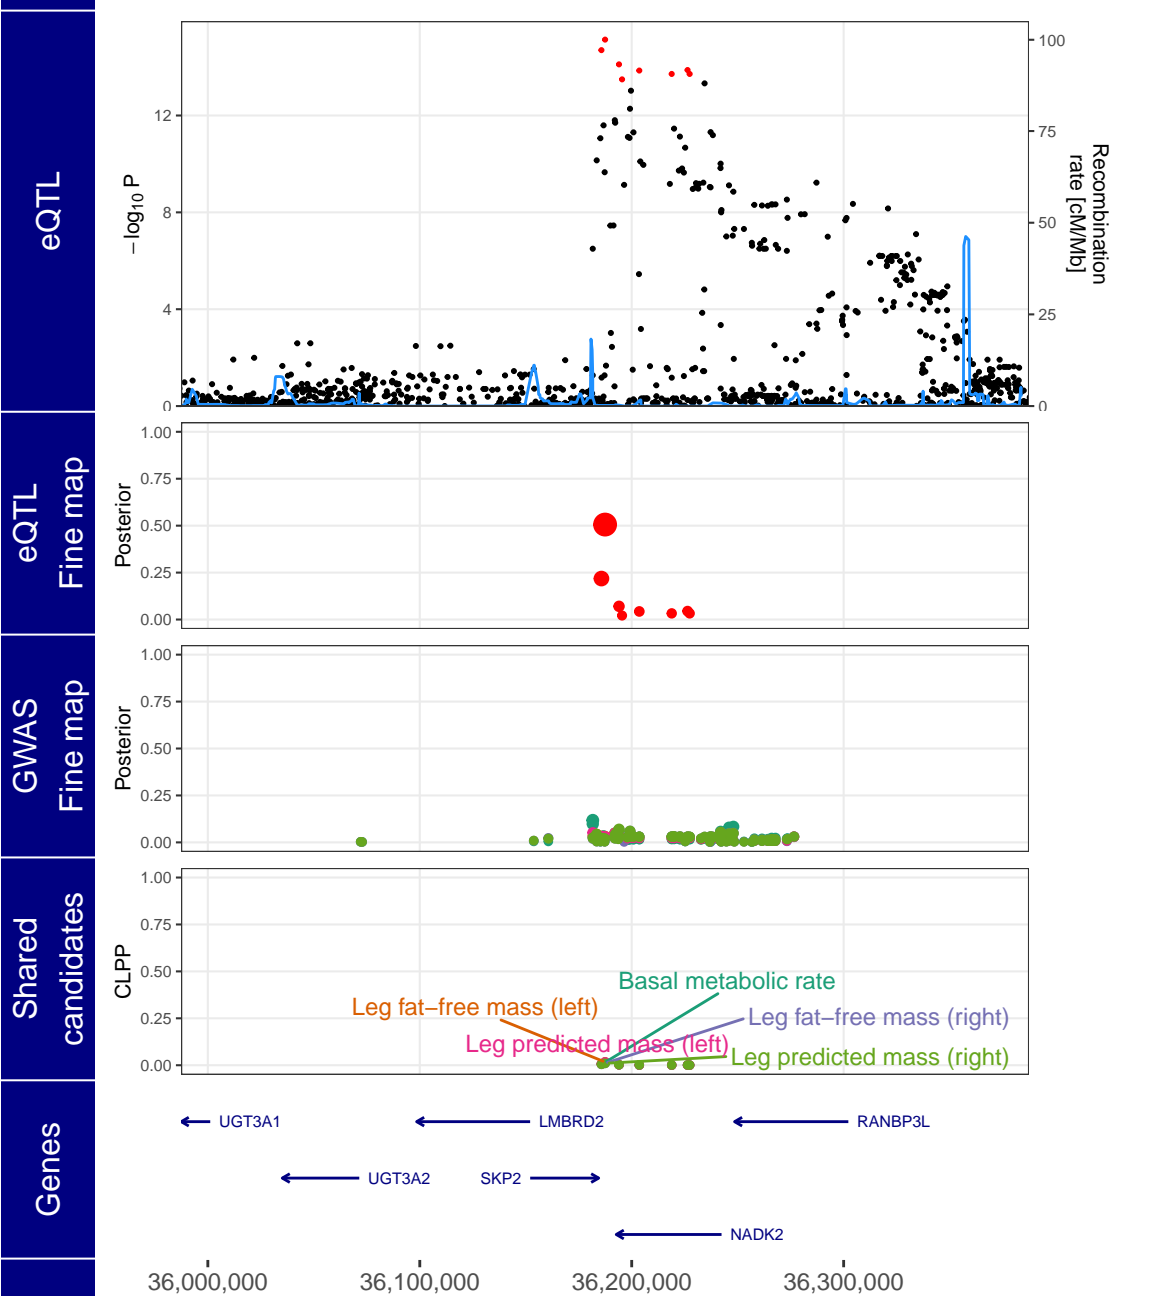 eQTL
−log10 P
12
8
4
0
100
75
50
25
0
Recombination
rate [cM/Mb]
eQTL
Fine map
Posterior
1.00
0.75
0.50
0.25
0.00
GWAS
Fine map
Posterior
1.00
0.75
0.50
0.25
0.00
Shared
candidates
CLPP
1.00
0.75
0.50
0.25
0.00
Basal metabolic rate
Leg fat−free mass (left)
Leg fat−free mass (right)
Leg predicted mass (left)
Leg predicted mass (right)
Genes
UGT3A1
LMBRD2
RANBP3L
UGT3A2
SKP2
NADK2
36,000,000
36,100,000
36,200,000
36,300,000